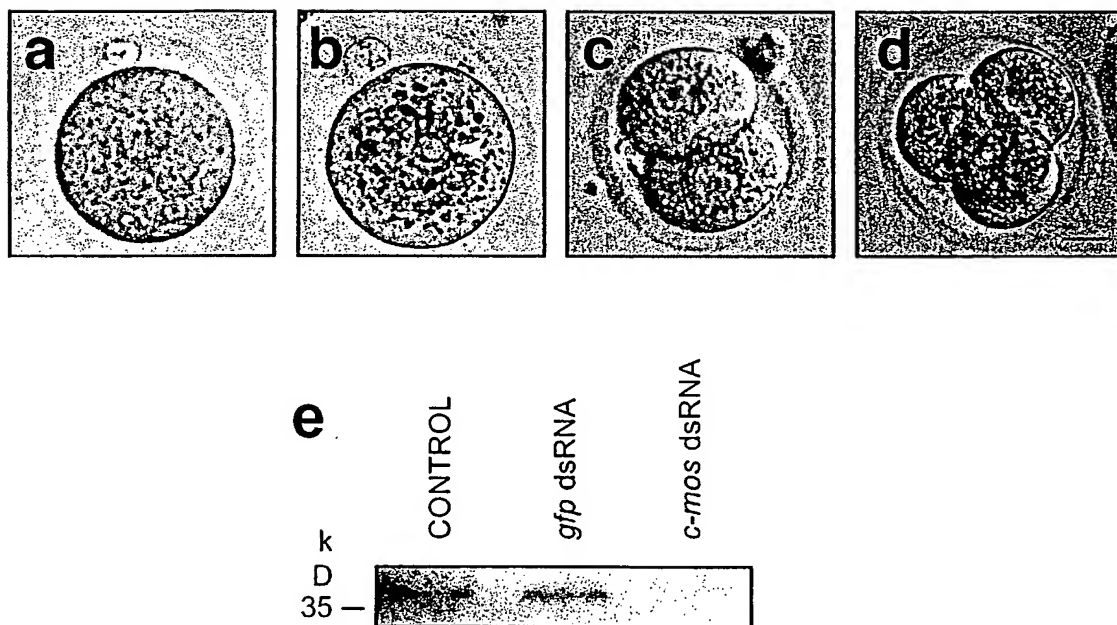 a b c d
e
CONTROL
gfp dsRNA
c-mos dsRNA
k
D
35